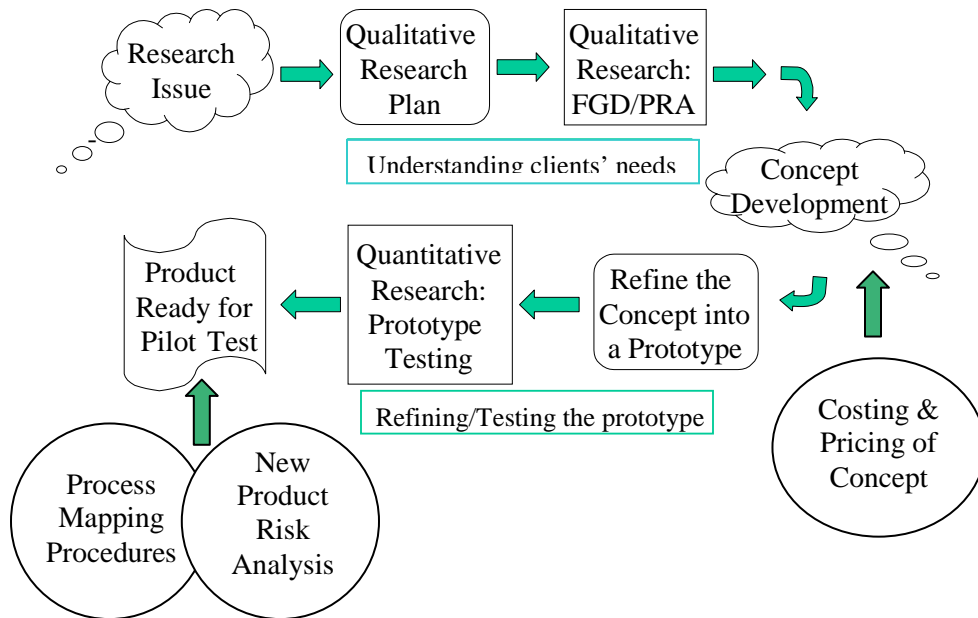 Research
Issue
Qualitative
Research
Plan
Qualitative
Research:
FGD/PRA
Understanding clients’ needs
Concept
Development
Product
Ready for
Pilot Test
Quantitative
Research:
Prototype
Testing
Refine the
Concept into
a Prototype
Refining/Testing the prototype
Costing &
Pricing of
Concept
Process
Mapping
Procedures
New
Product
Risk
Analysis